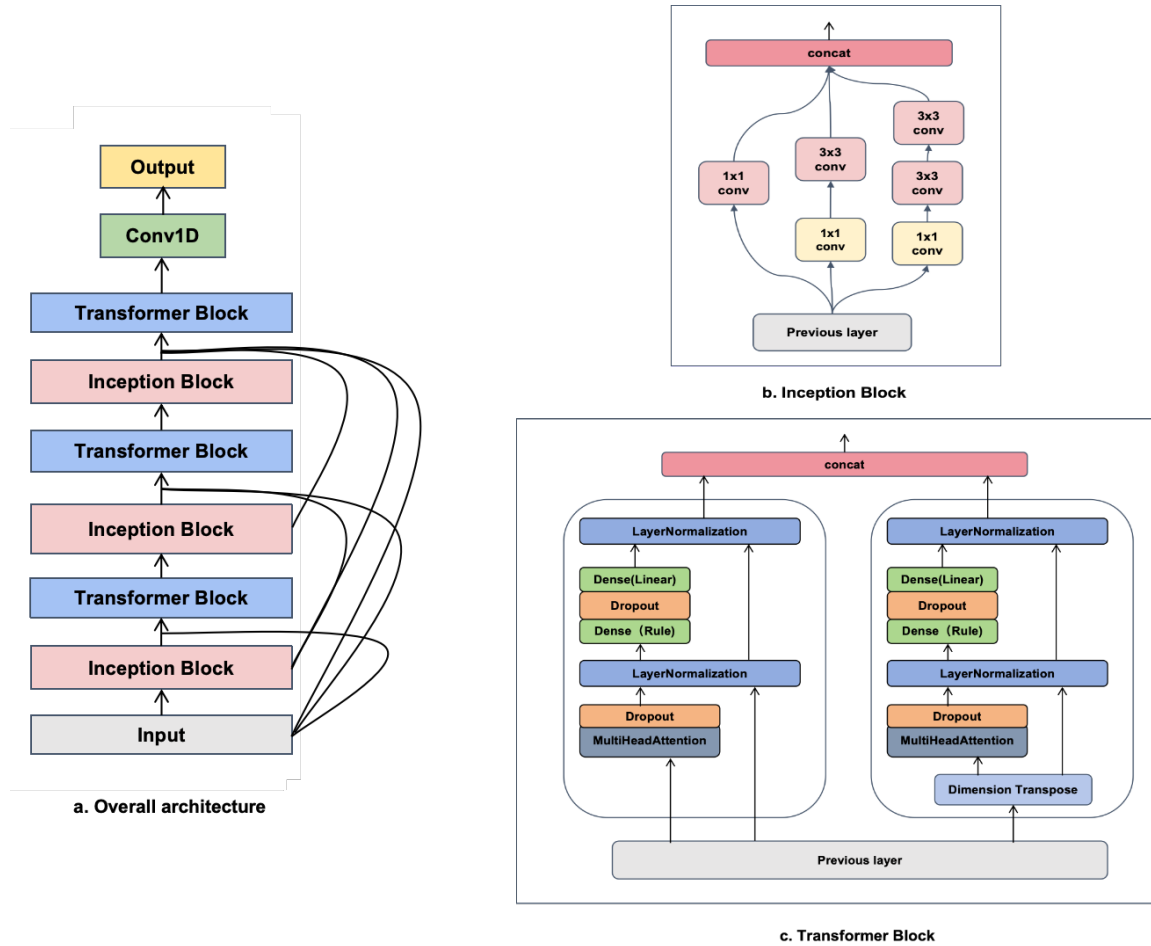 Output
Conv1D
Transformer Block
Inception Block
Transformer Block
Inception Block
Transformer Block
Inception Block
Input
a. Overall architecture
concat
3x3
conv
3x3
conv
1x1
conv
3x3
conv
1x1
conv
1x1
conv
Previous layer
b. Inception Block
concat
LayerNormalization
Dense(Linear)
Dropout
Dense（Rule)
LayerNormalization
Dropout
MultiHeadAttention
LayerNormalization
Dense(Linear)
Dropout
Dense（Rule)
LayerNormalization
Dropout
MultiHeadAttention
Dimension Transpose
Previous layer
c. Transformer Block